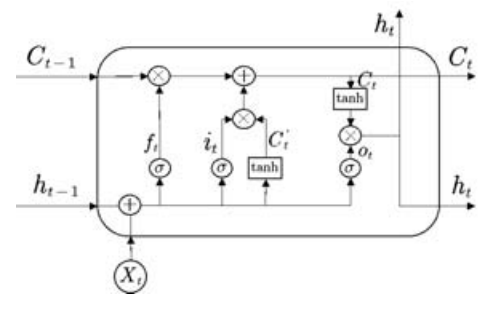 h_t
C_{t-1}
×
+
C_t
C_t
tanh
×
f_t
i_t
C_t'
×
o_t
σ
σ
tanh
σ
h_{t-1}
+
h_t
X_t